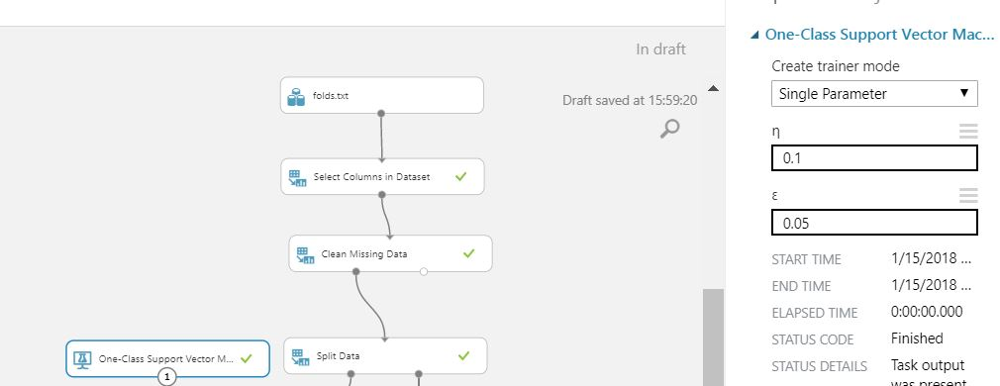 In draft
Draft saved at 15:59:20
folds.txt
Select Columns in Dataset
Clean Missing Data
One-Class Support Vector M...
1
Split Data
One-Class Support Vector Mac...
Create trainer mode
Single Parameter
η
0.1
ε
0.05
START TIME 1/15/2018 ...
END TIME 1/15/2018 ...
ELAPSED TIME 0:00:00.000
STATUS CODE Finished
STATUS DETAILS Task output
was present